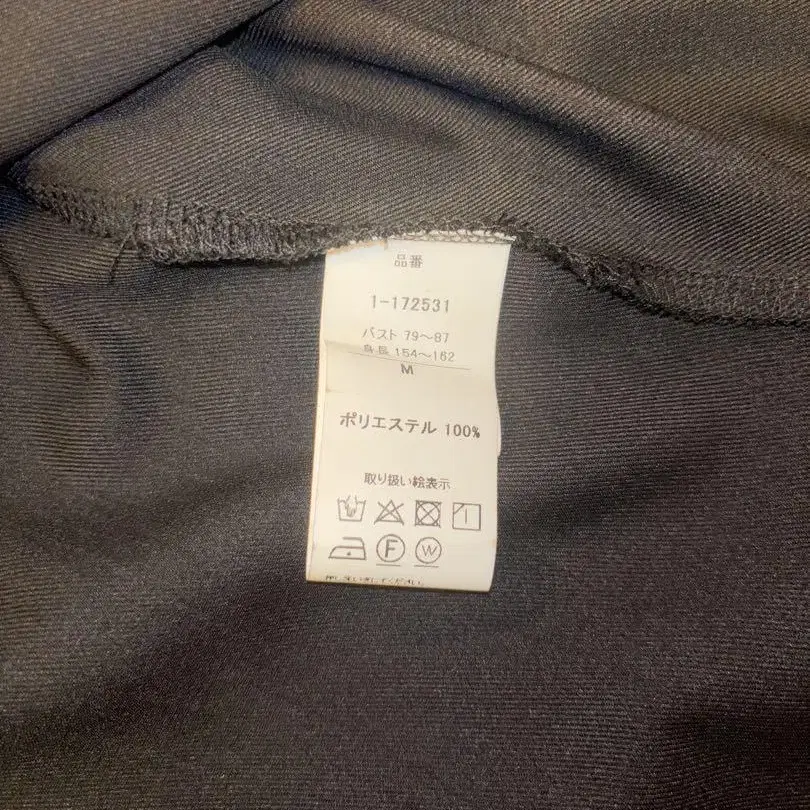 品番
1-172531
バスト 79～87
身長 154～162
M
ポリエステル 100%
取り扱い絵表示
F
W